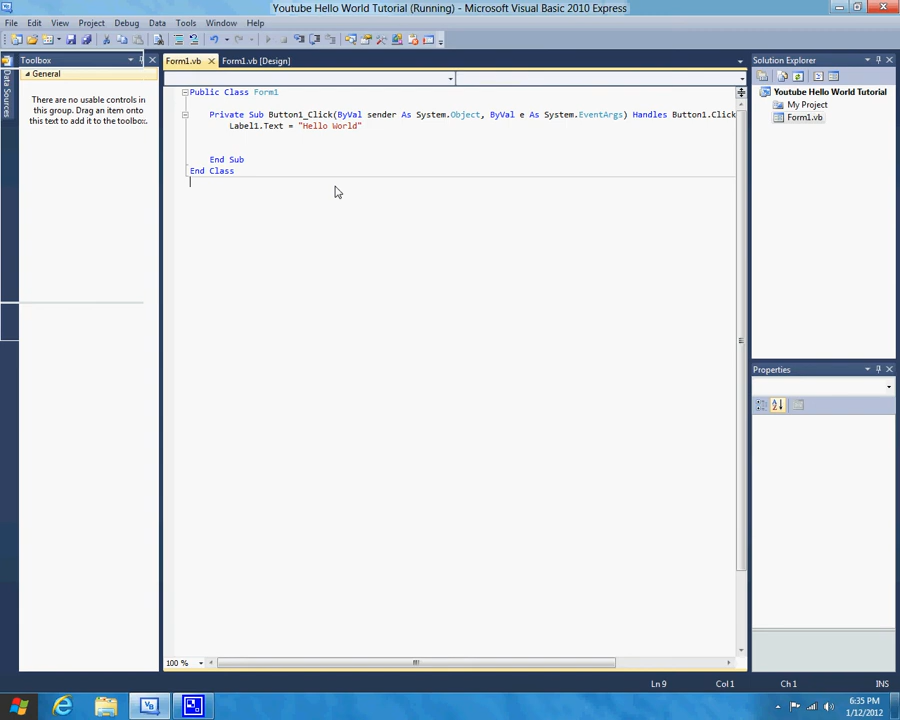 Youtube Hello World Tutorial (Running) - Microsoft Visual Basic 2010 Express
File Edit View Project Debug Data Tools Window Help
Toolbox
Form1.vb
Form1.vb [Design]
Solution Explorer
Data Sources
General
There are no usable controls in
this group. Drag an item onto
this text to add it to the toolbox.
Public Class Form1
Private Sub Button1_Click(ByVal sender As System.Object, ByVal e As System.EventArgs) Handles Button1.Click
Label1.Text = "Hello World"
End Sub
End Class
Youtube Hello World Tutorial
My Project
Form1.vb
Properties
100 %
Ln 9
Col 1
Ch 1
INS
VB
6:35 PM
1/12/2012